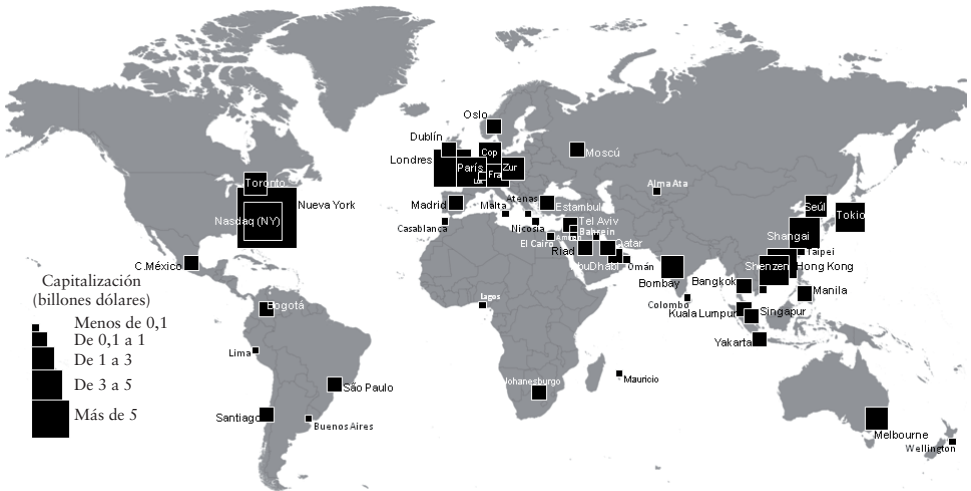 Oslo
Dublín
Londres
Cop
París
Zur
Fra
Lux
Moscú
Toronto
Nueva York
Nasdaq (NY)
Madrid
Malta
Atenas
Estambul
Alma Ata
Casablanca
Nicosia
Tel Aviv
Bahrein
El Cairo
Amman
Riad
Qatar
AbuDhabi
Omán
Seúl
Tokio
Shangai
Taipei
Shenzen
Hong Kong
C.México
Bombay
Bangkok
Manila
Colombo
Kuala Lumpur
Singapur
Yakarta
Lagos
Bogotá
Lima
São Paulo
Santiago
Buenos Aires
Johanesburgo
Mauricio
Melbourne
Wellington
Capitalización
(billones dólares)
Menos de 0,1
De 0,1 a 1
De 1 a 3
De 3 a 5
Más de 5